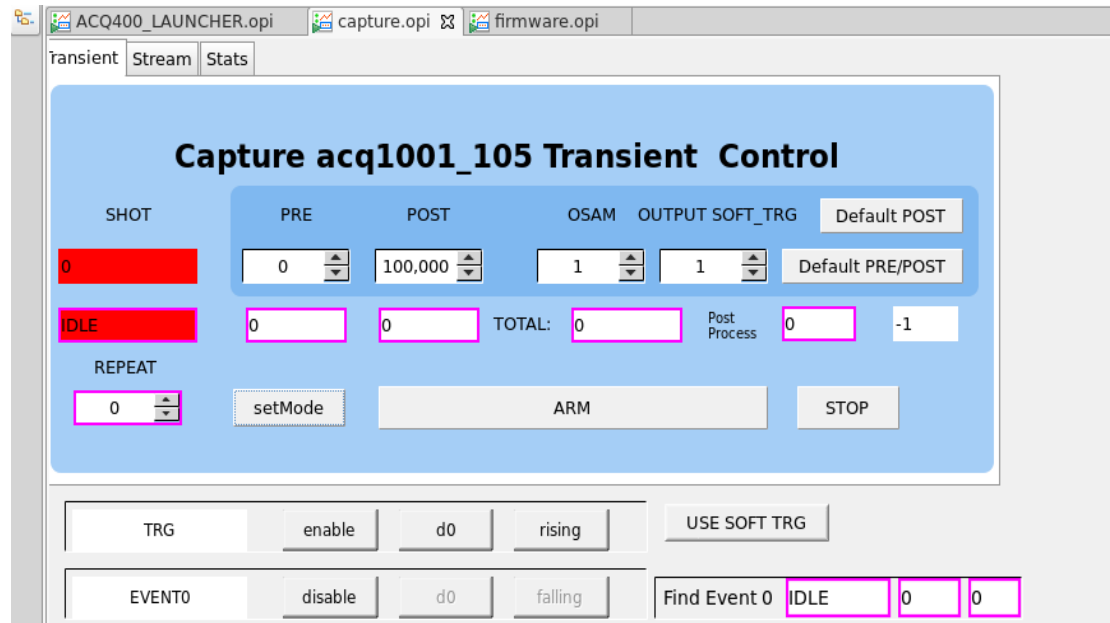 ACQ400_LAUNCHER.opi capture.opi firmware.opi
Transient Stream Stats
Capture acq1001_105 Transient Control
SHOT PRE POST OSAM OUTPUT SOFT_TRG Default POST
0 0 100,000 1 1 Default PRE/POST
IDLE 0 0 TOTAL: 0 Post Process 0 -1
REPEAT
0 setMode ARM STOP
TRG enable d0 rising USE SOFT TRG
EVENT0 disable d0 falling Find Event 0 IDLE 0 0